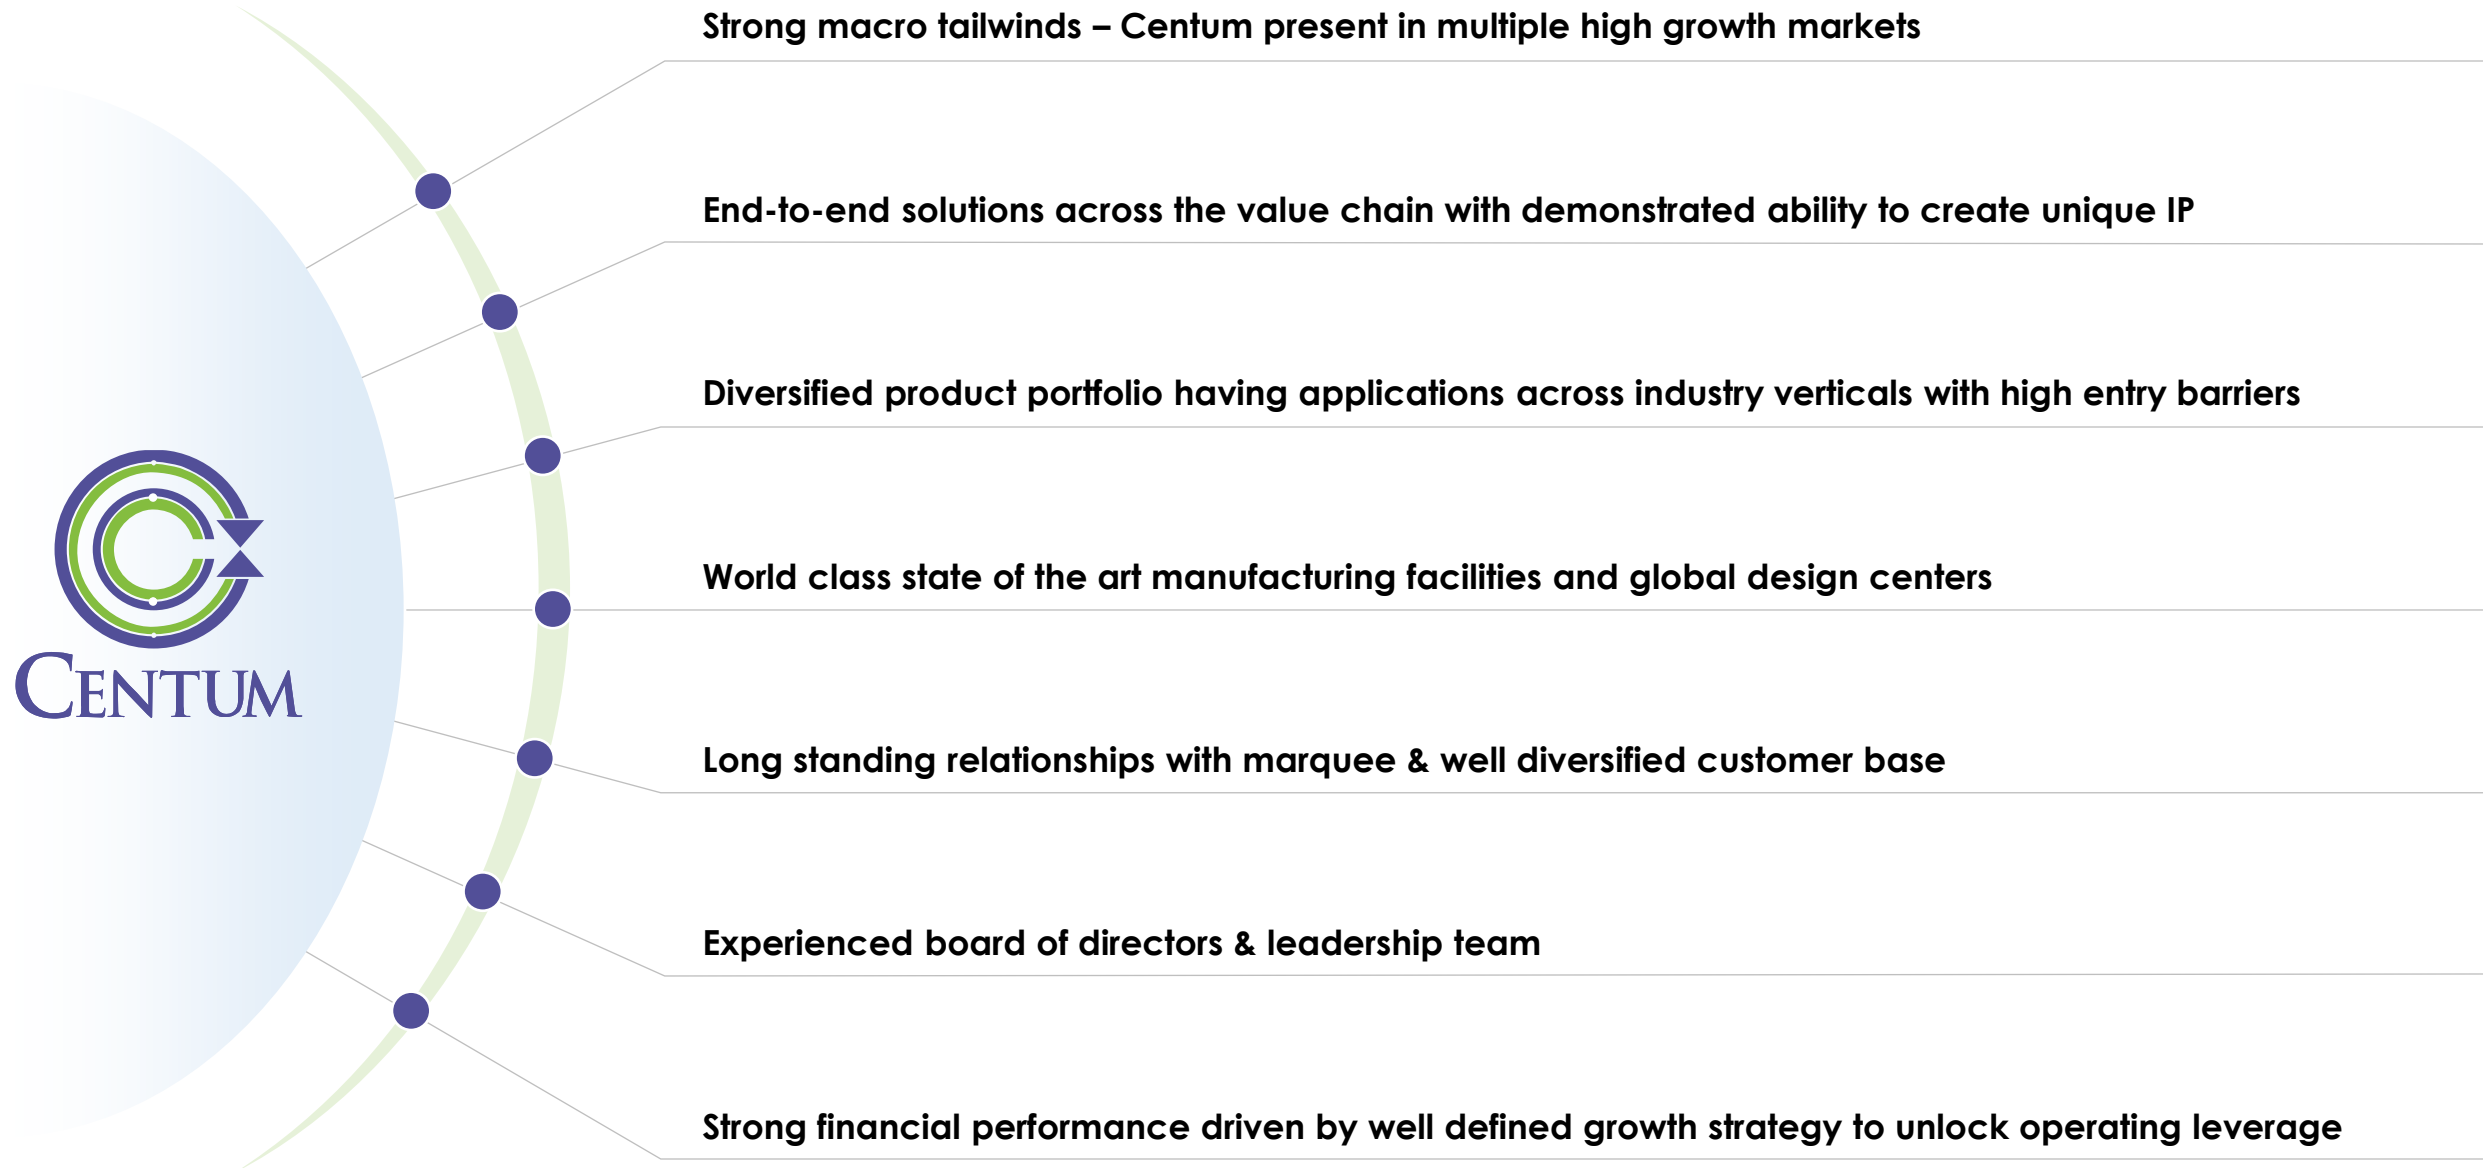 Strong macro tailwinds – Centum present in multiple high growth markets
End-to-end solutions across the value chain with demonstrated ability to create unique IP
Diversified product portfolio having applications across industry verticals with high entry barriers
World class state of the art manufacturing facilities and global design centers
CENTUM
Long standing relationships with marquee & well diversified customer base
Experienced board of directors & leadership team
Strong financial performance driven by well defined growth strategy to unlock operating leverage